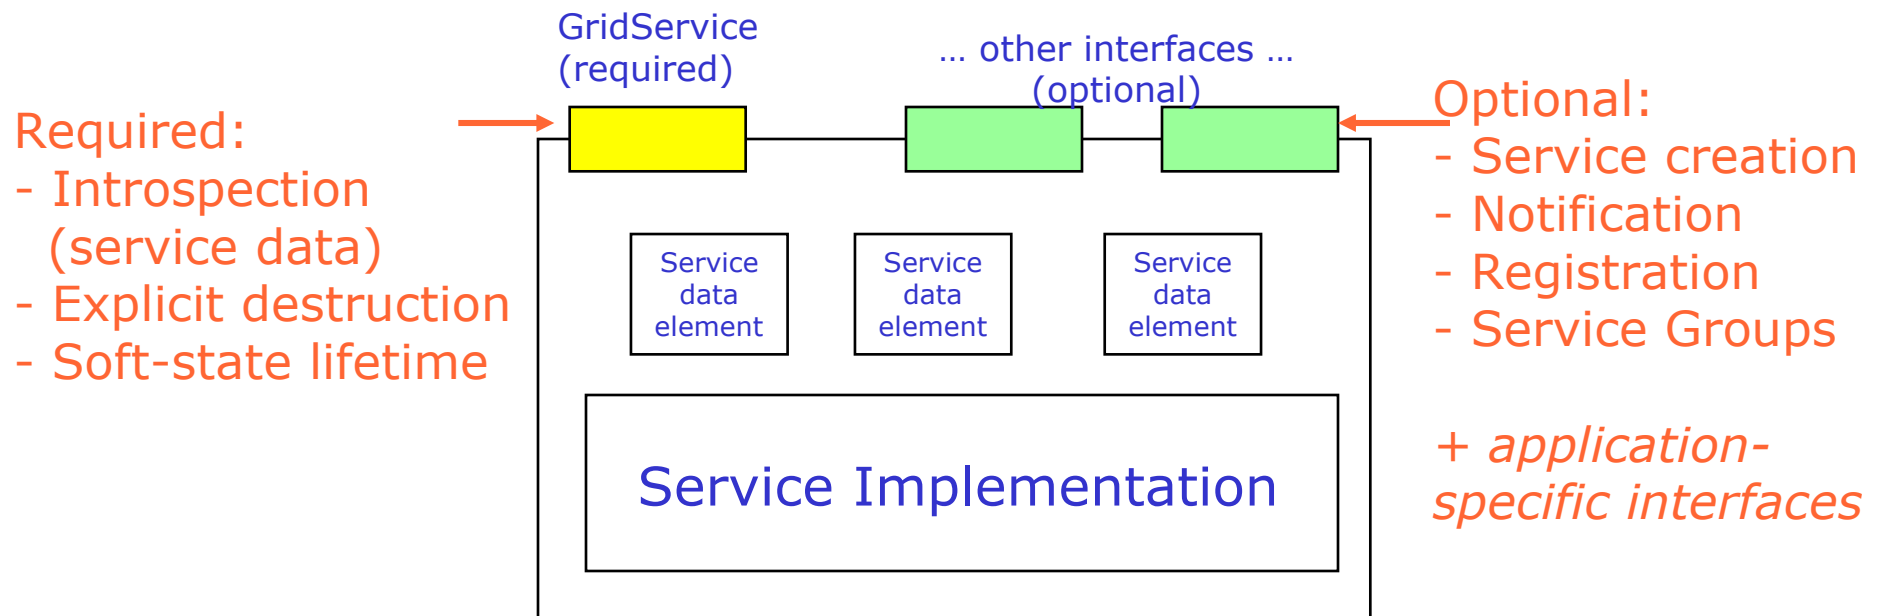 GridService
(required)
… other interfaces …
(optional)
Required:
- Introspection
(service data)
- Explicit destruction
- Soft-state lifetime
Service
data
element
Service
data
element
Service
data
element
Service Implementation
Optional:
- Service creation
- Notification
- Registration
- Service Groups
+ application-
specific interfaces